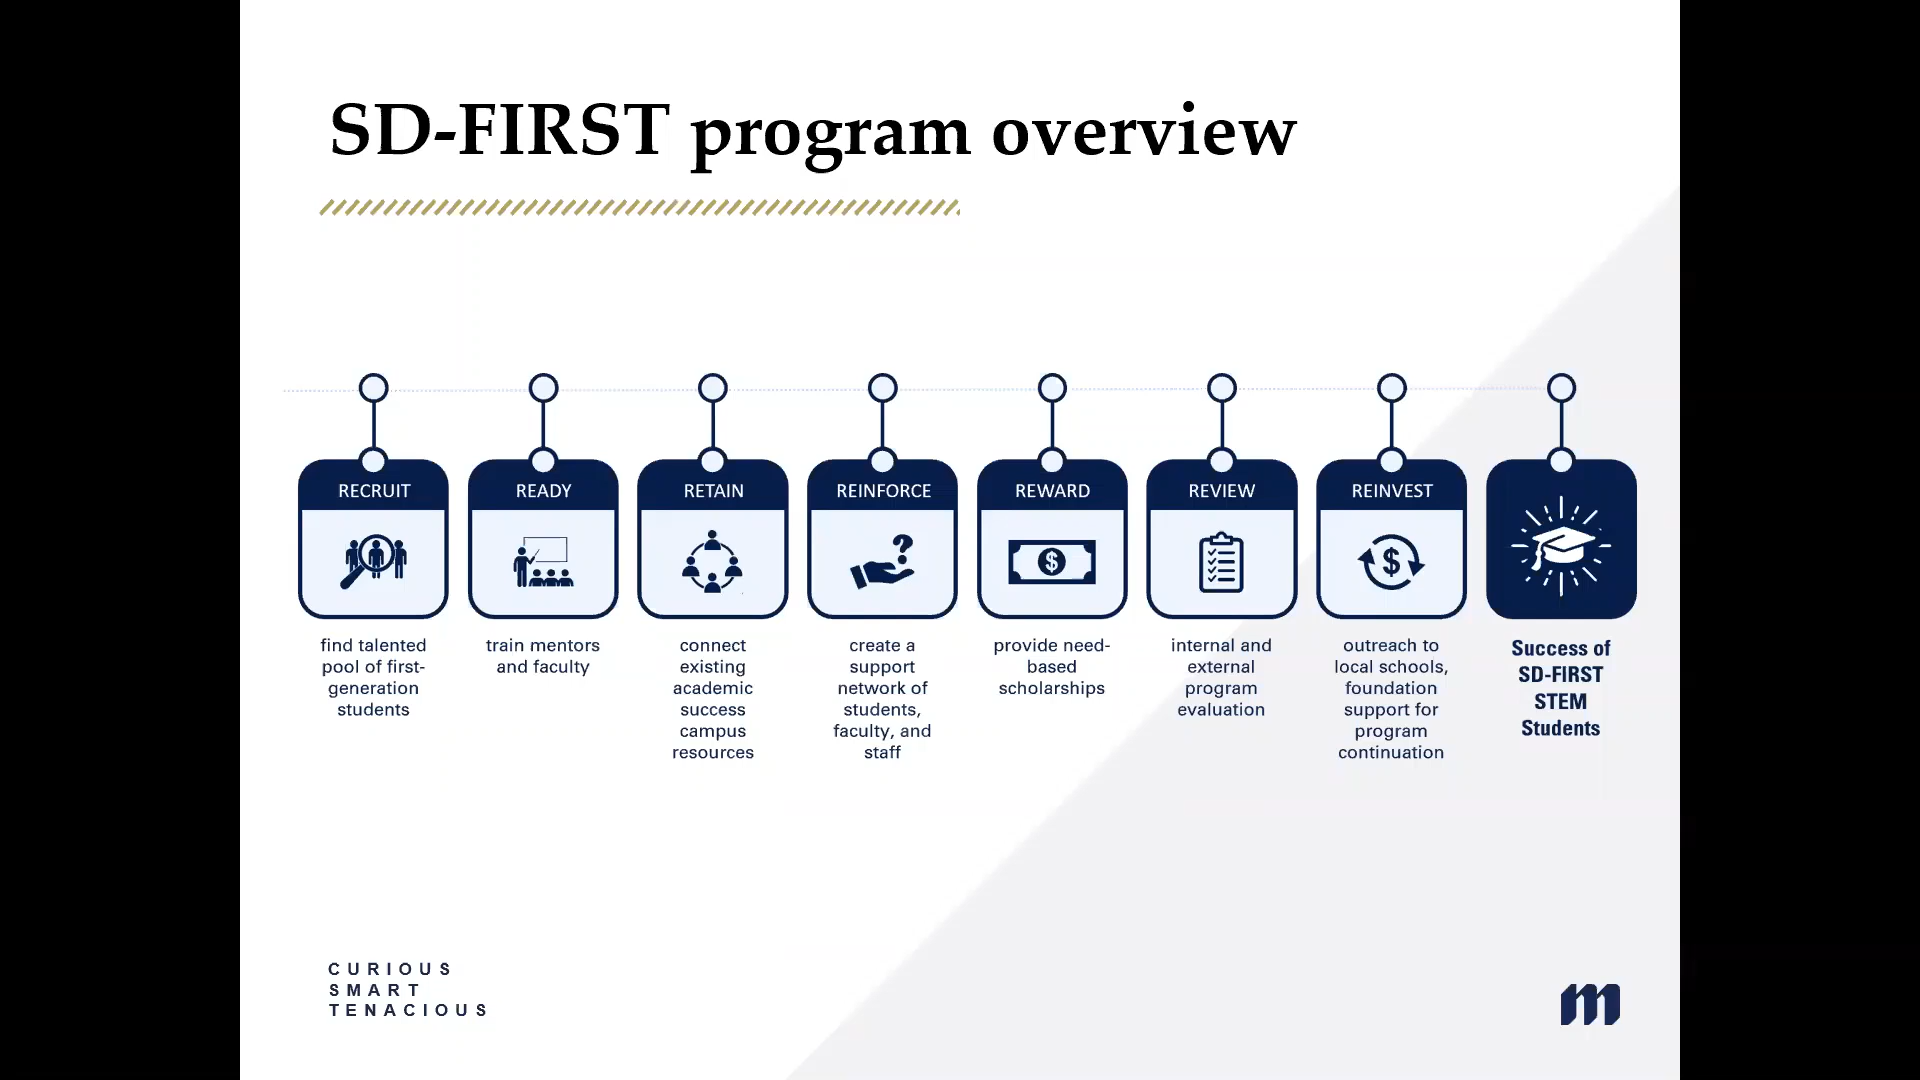 SD-FIRST program overview
RECRUIT
find talented
pool of first-
generation
students
READY
train mentors
and faculty
RETAIN
connect
existing
academic
success
campus
resources
REINFORCE
?
create a
support
network of
students,
faculty, and
staff
REWARD
$
provide need-
based
scholarships
REVIEW
internal and
external
program
evaluation
REINVEST
$
outreach to
local schools,
foundation
support for
program
continuation
Success of
SD-FIRST
STEM
Students
CURIOUS
SMART
TENACIOUS
m